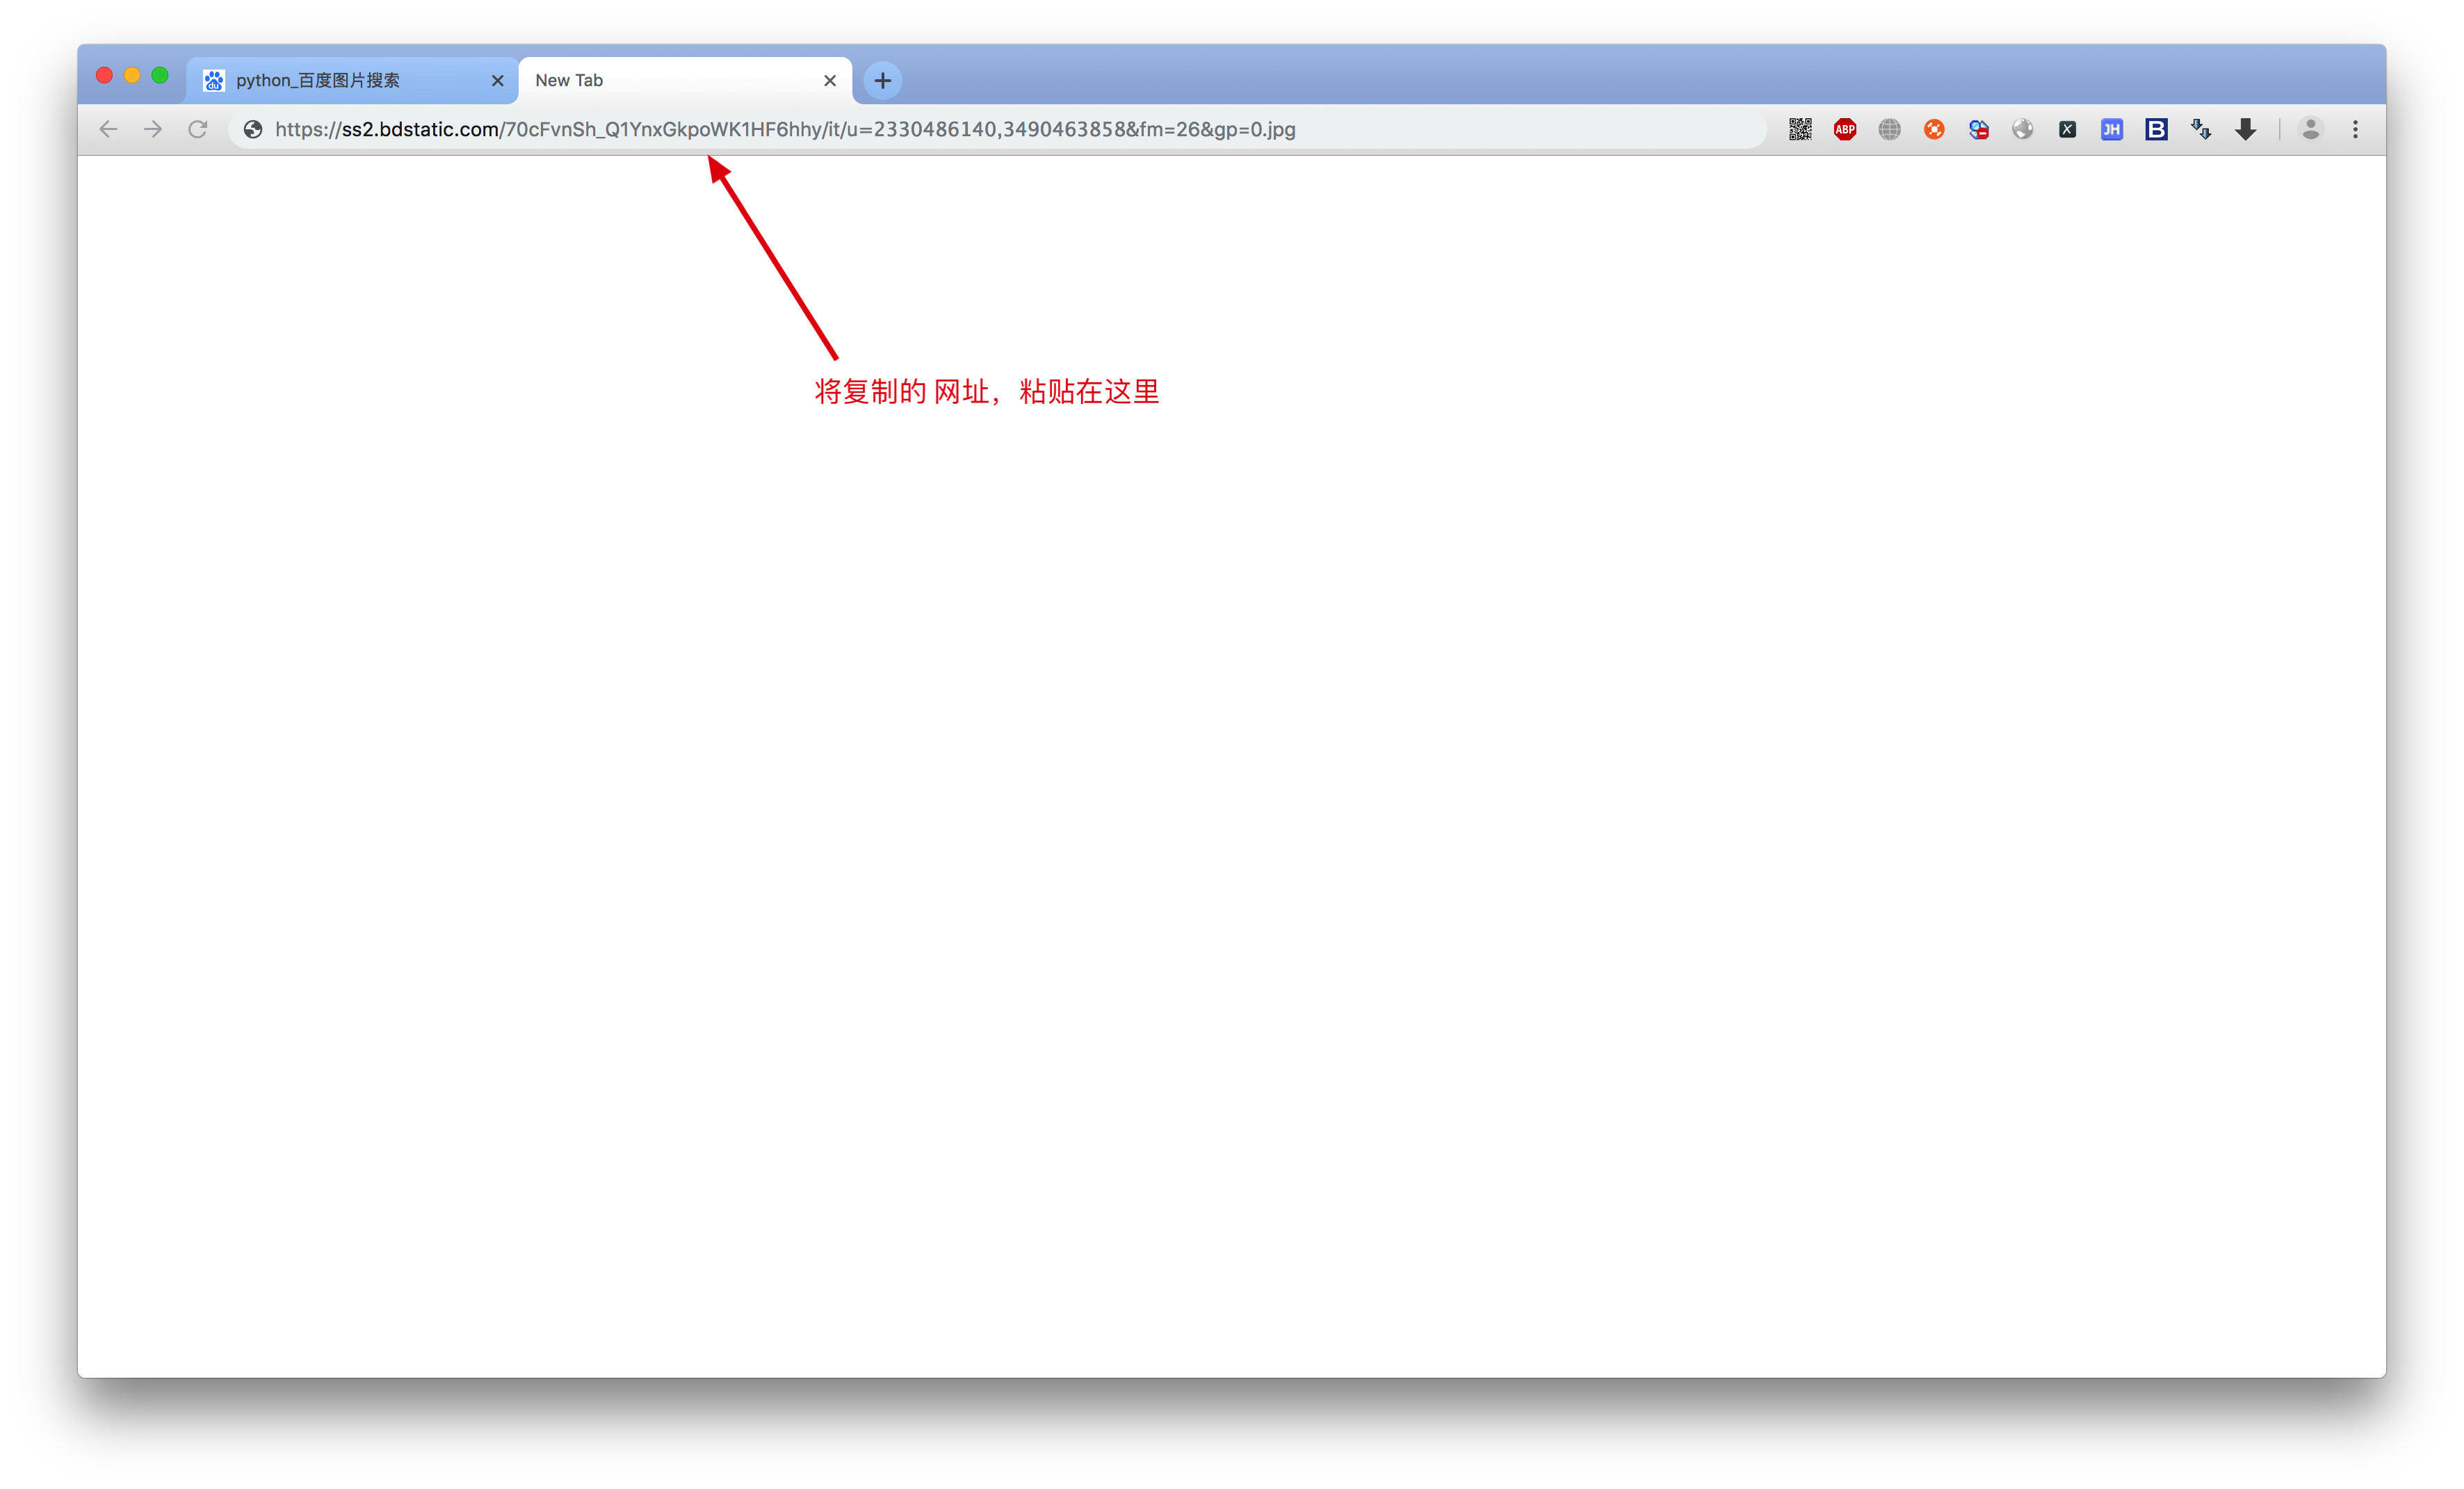 python_百度图片搜索
New Tab
https://ss2.bdstatic.com/70cFvnSh_Q1YnxGkpoWK1HF6hhy/it/u=2330486140,3490463858&fm=26&gp=0.jpg
ABP
X
JH
B
将复制的 网址，粘贴在这里